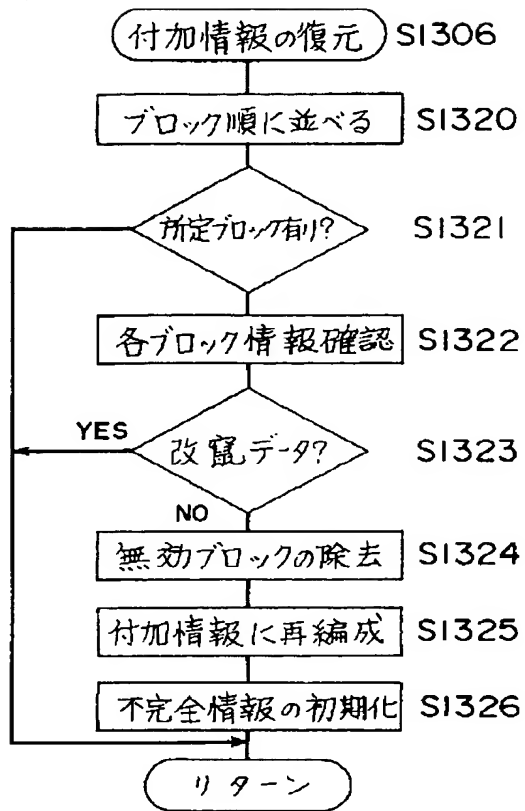 付加情報の復元 S1306
ブロック順に並べる S1320
所定ブロック有り? S1321
各ブロック情報確認 S1322
YES
改竄データ? S1323
NO
無効ブロックの除去 S1324
付加情報に再編成 S1325
不完全情報の初期化 S1326
リターン